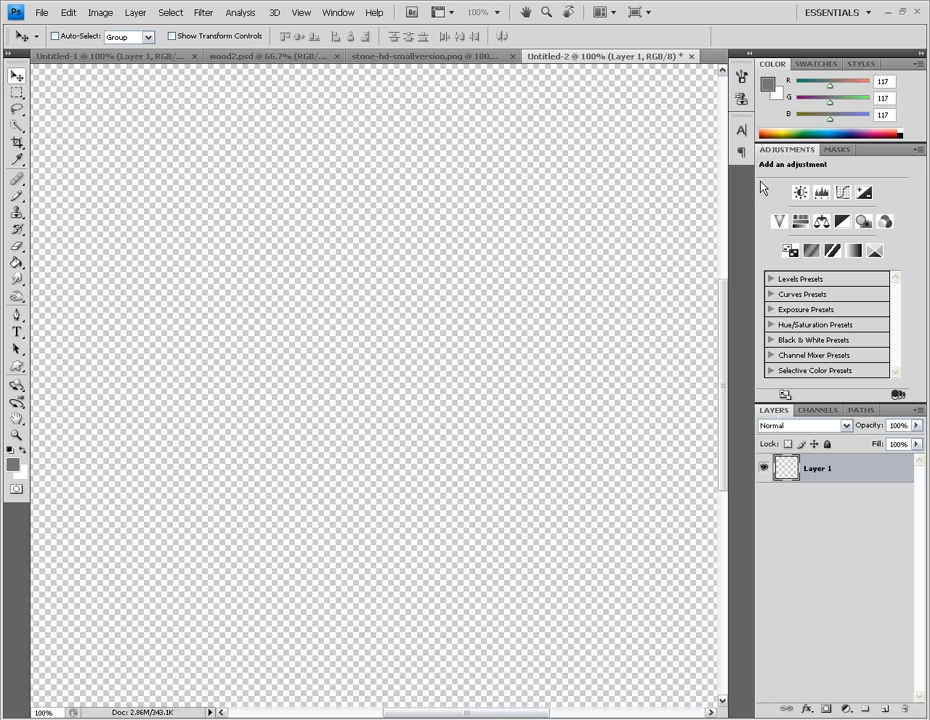 Ps File Edit Image Layer Select Filter Analysis 3D View Window Help Br 100% ESSENTIALS
Auto-Select: Group Show Transform Controls
Untitled-1 @ 100% (Layer 1, RGB/... × wood2.psd @ 66.7% (RGB/... × stone-hd-smallversion.png @ 100... × Untitled-2 @ 100% (Layer 1, RGB/8) * ×
COLOR SWATCHES STYLES
R 117
G 117
B 117
ADJUSTMENTS MASKS
Add an adjustment
Levels Presets
Curves Presets
Exposure Presets
Hue/Saturation Presets
Black & White Presets
Channel Mixer Presets
Selective Color Presets
LAYERS CHANNELS PATHS
Normal Opacity: 100%
Lock: Fill: 100%
Layer 1
100% Doc: 2.86M/343.1K